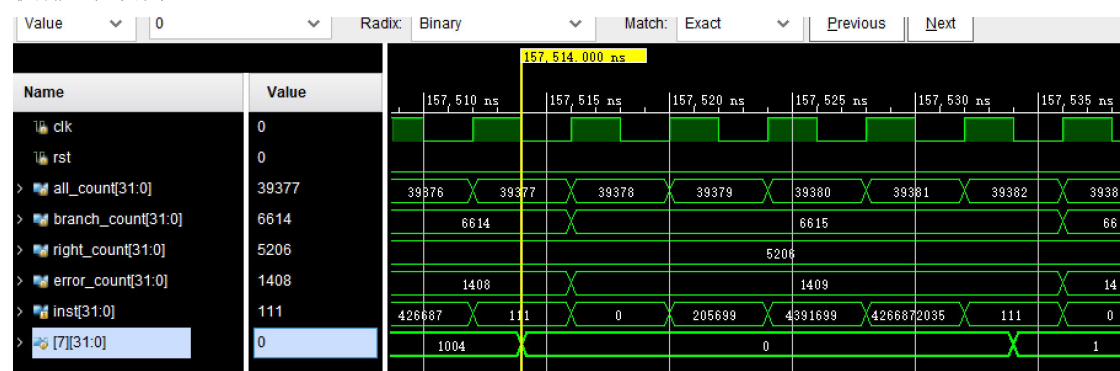 Value 0 Radix: Binary Match: Exact Previous Next
157,514.000 ns
Name Value
157,510 ns 157,515 ns 157,520 ns 157,525 ns 157,530 ns 157,535 ns
clk 0
rst 0
all_count[31:0] 39377 39376 39377 39378 39379 39380 39381 39382 3938
branch_count[31:0] 6614 6614 6615 66
right_count[31:0] 5206 5206
error_count[31:0] 1408 1408 1409 14
inst[31:0] 111 426687 111 0 205699 4391699 4266872035 111 0
[7][31:0] 0 1004 0 1